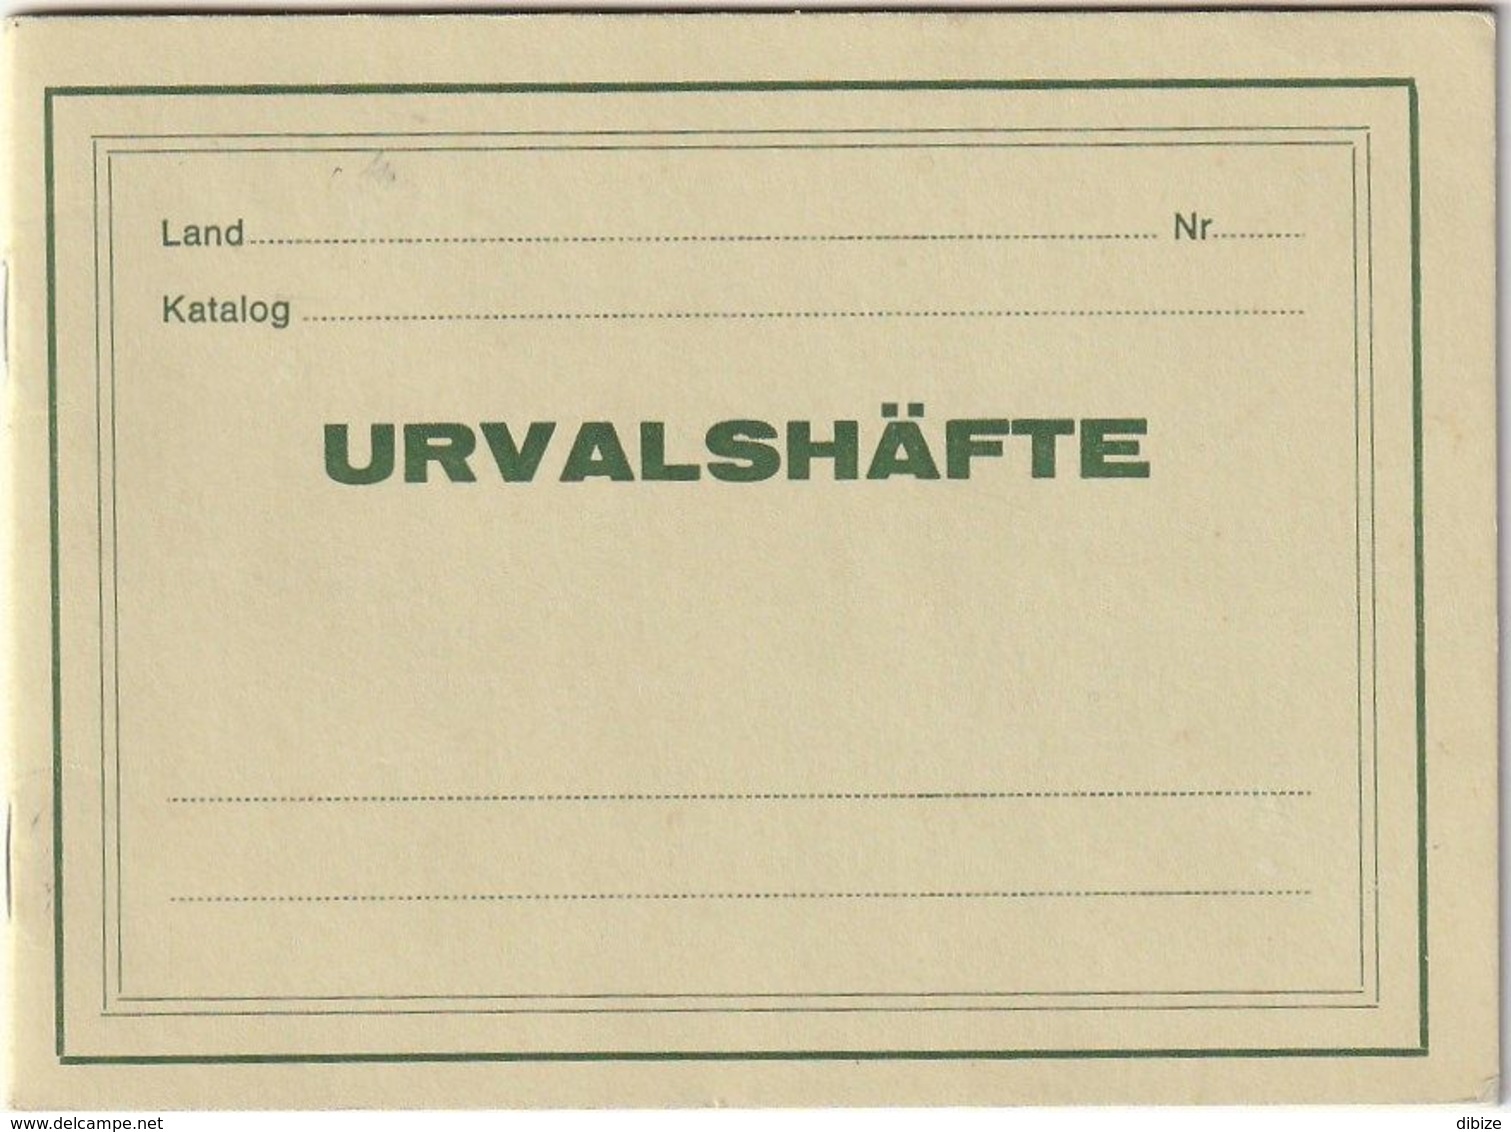 Land Nr
Katalog
URVALSHÄFTE
www.delcampe.net dibize